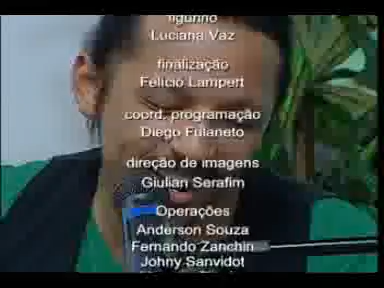 figurino
Luciana Vaz
finalização
Felício Lampert
coord. programação
Diego Fulaneto
direção de imagens
Giulian Serafim
Operações
Anderson Souza
Fernando Zanchin
Johny Sanvidot